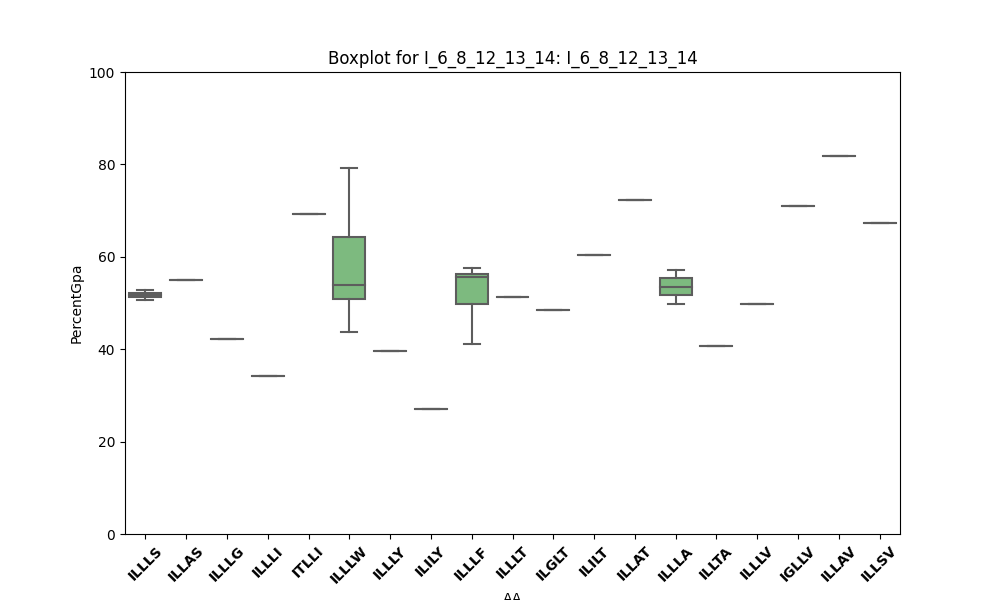 Boxplot for I_6_8_12_13_14: I_6_8_12_13_14
100
80
60
40
20
0
PercentGpa
ILLLS ILLAS ILLLG ILLLI ITLLI ILLLW ILLLY ILILY ILLLF ILLLT ILGLT ILILT ILLAT ILLLA ILLTA ILLLV IGLLV ILLAV ILLSV
AA